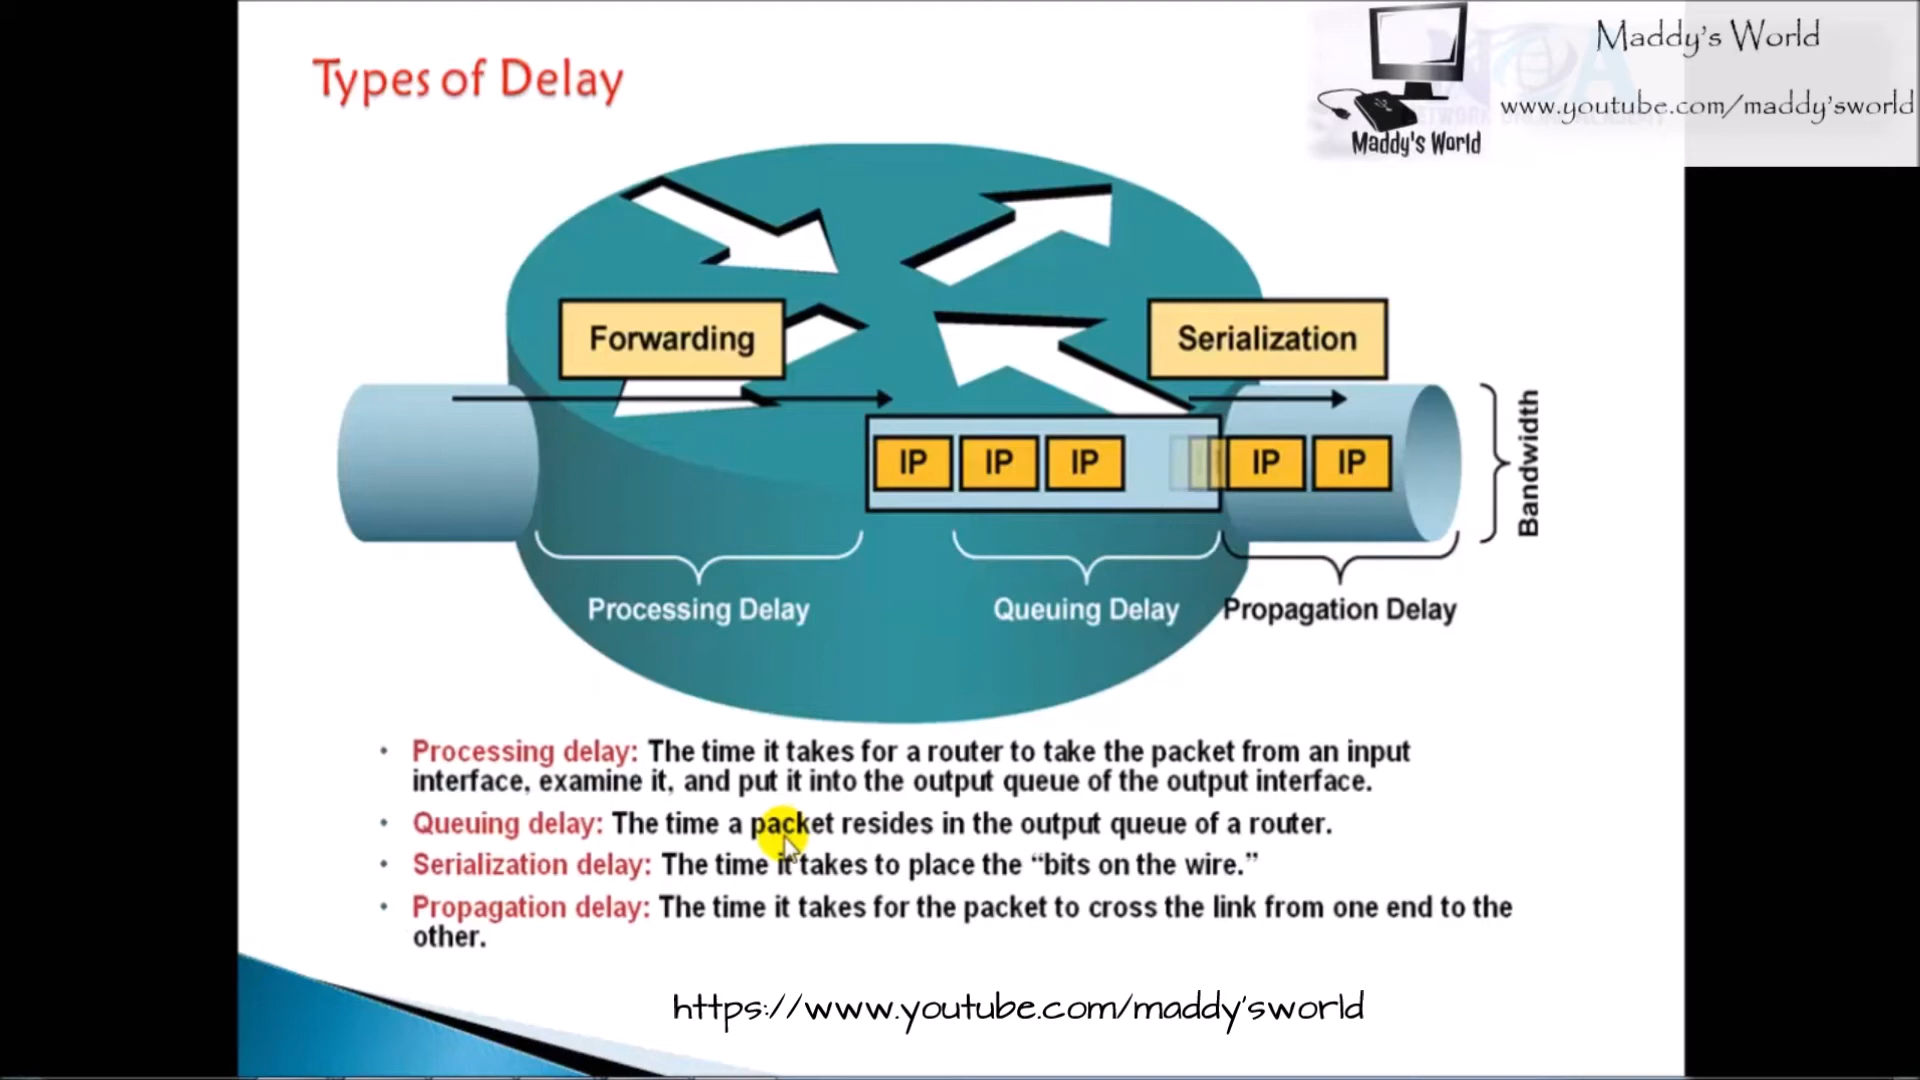 Types of Delay
Maddy's World
www.youtube.com/maddy'sworld
Maddy's World
Forwarding
Serialization
IP IP IP IP IP
Bandwidth
Processing Delay
Queuing Delay
Propagation Delay
• Processing delay: The time it takes for a router to take the packet from an input
interface, examine it, and put it into the output queue of the output interface.
• Queuing delay: The time a packet resides in the output queue of a router.
• Serialization delay: The time it takes to place the “bits on the wire.”
• Propagation delay: The time it takes for the packet to cross the link from one end to the
other.
https://www.youtube.com/maddy'sworld